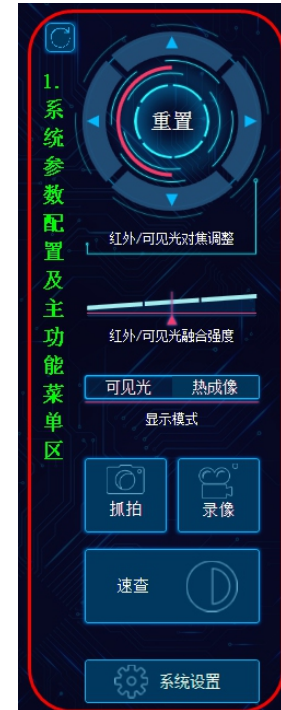 1.系统参数配置及主功能菜单区
重置
红外/可见光对焦调整
红外/可见光融合强度
可见光 热成像
显示模式
抓拍 录像
速查
系统设置